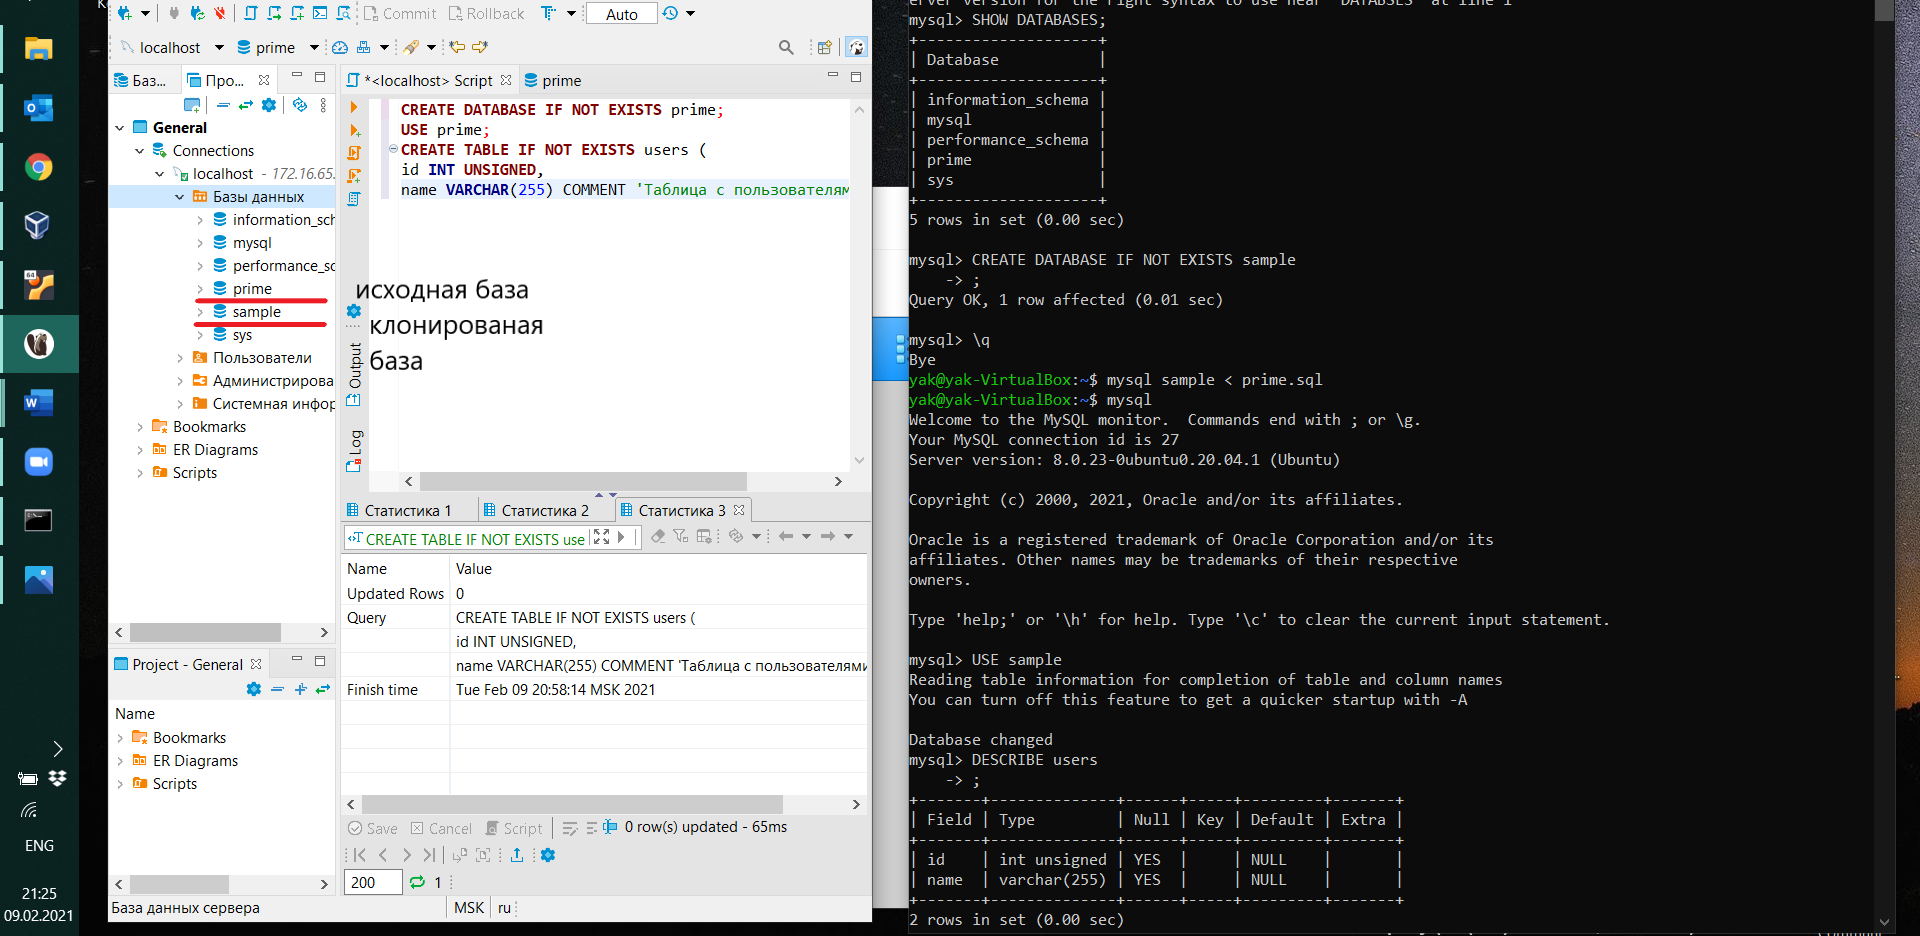 Commit
Rollback
Auto
localhost
prime
Баз...
Про...
General
Connections
localhost - 172.16.65.
Базы данных
information_sch
mysql
performance_sc
prime
sample
sys
Пользователи
Администрирова
Системная инфор
Bookmarks
ER Diagrams
Scripts
*<localhost> Script
prime
CREATE DATABASE IF NOT EXISTS prime;
USE prime;
CREATE TABLE IF NOT EXISTS users (
id INT UNSIGNED,
name VARCHAR(255) COMMENT 'Таблица с пользователям
исходная база
клонированая
база
Output
Log
Статистика 1
Статистика 2
Статистика 3
CREATE TABLE IF NOT EXISTS use
Name Value
Updated Rows 0
Query CREATE TABLE IF NOT EXISTS users (
id INT UNSIGNED,
name VARCHAR(255) COMMENT 'Таблица с пользователями
Finish time Tue Feb 09 20:58:14 MSK 2021
Save
Cancel
Script
0 row(s) updated - 65ms
200
1
Project - General
Name
Bookmarks
ER Diagrams
Scripts
База данных сервера
MSK
ru
64
ENG
21:25
09.02.2021
mysql> SHOW DATABASES;
+--------------------+
| Database           |
+--------------------+
| information_schema |
| mysql              |
| performance_schema |
| prime              |
| sys                |
+--------------------+
5 rows in set (0.00 sec)
mysql> CREATE DATABASE IF NOT EXISTS sample
    -> ;
Query OK, 1 row affected (0.01 sec)
mysql> \q
Bye
yak@yak-VirtualBox:~$ mysql sample < prime.sql
yak@yak-VirtualBox:~$ mysql
Welcome to the MySQL monitor.  Commands end with ; or \g.
Your MySQL connection id is 27
Server version: 8.0.23-0ubuntu0.20.04.1 (Ubuntu)
Copyright (c) 2000, 2021, Oracle and/or its affiliates.
Oracle is a registered trademark of Oracle Corporation and/or its
affiliates. Other names may be trademarks of their respective
owners.
Type 'help;' or '\h' for help. Type '\c' to clear the current input statement.
mysql> USE sample
Reading table information for completion of table and column names
You can turn off this feature to get a quicker startup with -A
Database changed
mysql> DESCRIBE users
    -> ;
+-------+--------------+------+-----+---------+-------+
| Field | Type         | Null | Key | Default | Extra |
+-------+--------------+------+-----+---------+-------+
| id    | int unsigned | YES  |     | NULL    |       |
| name  | varchar(255) | YES  |     | NULL    |       |
+-------+--------------+------+-----+---------+-------+
2 rows in set (0.00 sec)